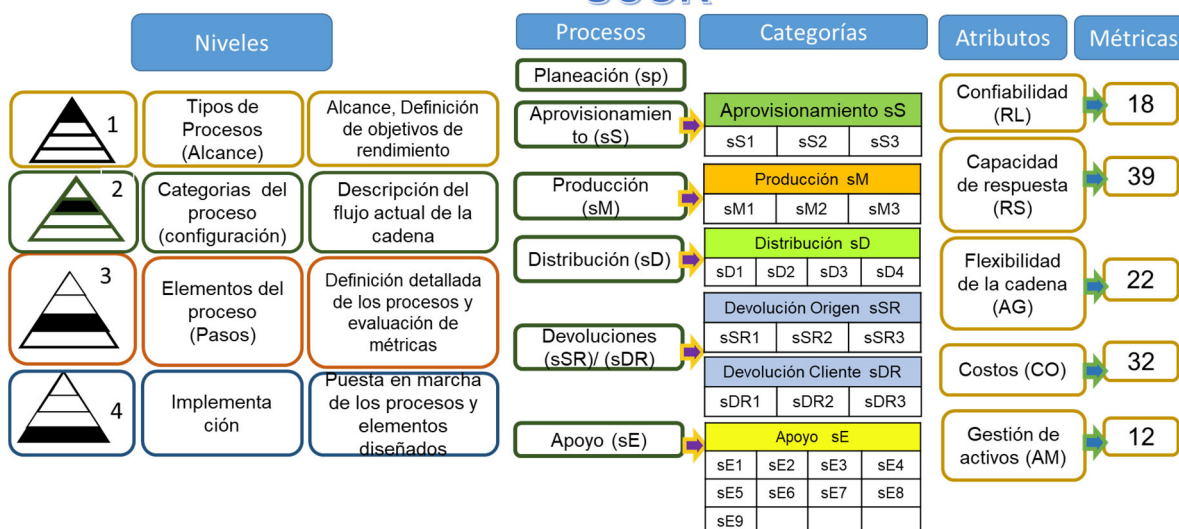 Niveles
1
Tipos de
Procesos
(Alcance)
Alcance, Definición
de objetivos de
rendimiento
2
Categorias del
proceso
(configuración)
Descripción del
flujo actual de la
cadena
3
Elementos del
proceso
(Pasos)
Definición detallada
de los procesos y
evaluación de
métricas
4
Implementa
ción
Puesta en marcha
de los procesos y
elementos
diseñados
Procesos
Planeación (sp)
Aprovisionamien
to (sS)
Producción
(sM)
Distribución (sD)
Devoluciones
(sSR)/ (sDR)
Apoyo (sE)
Categorías
Aprovisionamiento sS
sS1 sS2 sS3
Producción sM
sM1 sM2 sM3
Distribución sD
sD1 sD2 sD3 sD4
Devolución Origen sSR
sSR1 sSR2 sSR3
Devolución Cliente sDR
sDR1 sDR2 sDR3
Apoyo sE
sE1 sE2 sE3 sE4
sE5 sE6 sE7 sE8
sE9
Atributos Métricas
Confiabilidad
(RL)
18
Capacidad
de respuesta
(RS)
39
Flexibilidad
de la cadena
(AG)
22
Costos (CO)
32
Gestión de
activos (AM)
12